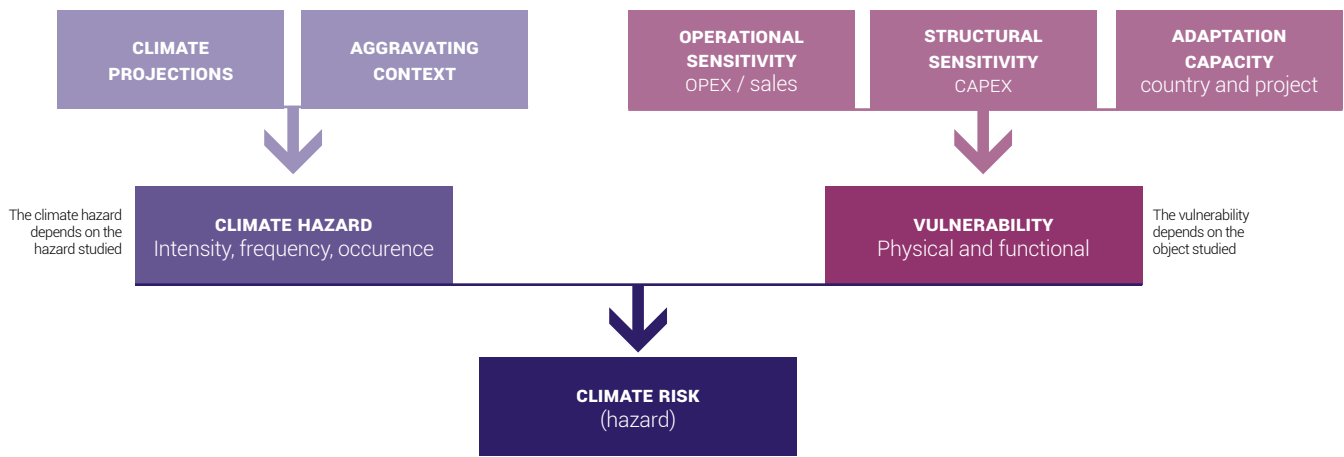 CLIMATE
PROJECTIONS
AGGRAVATING
CONTEXT
OPERATIONAL
SENSITIVITY
OPEX / sales
STRUCTURAL
SENSITIVITY
CAPEX
ADAPTATION
CAPACITY
country and project
The climate hazard
depends on the
hazard studied
CLIMATE HAZARD
Intensity, frequency, occurence
VULNERABILITY
Physical and functional
The vulnerability
depends on the
object studied
CLIMATE RISK
(hazard)